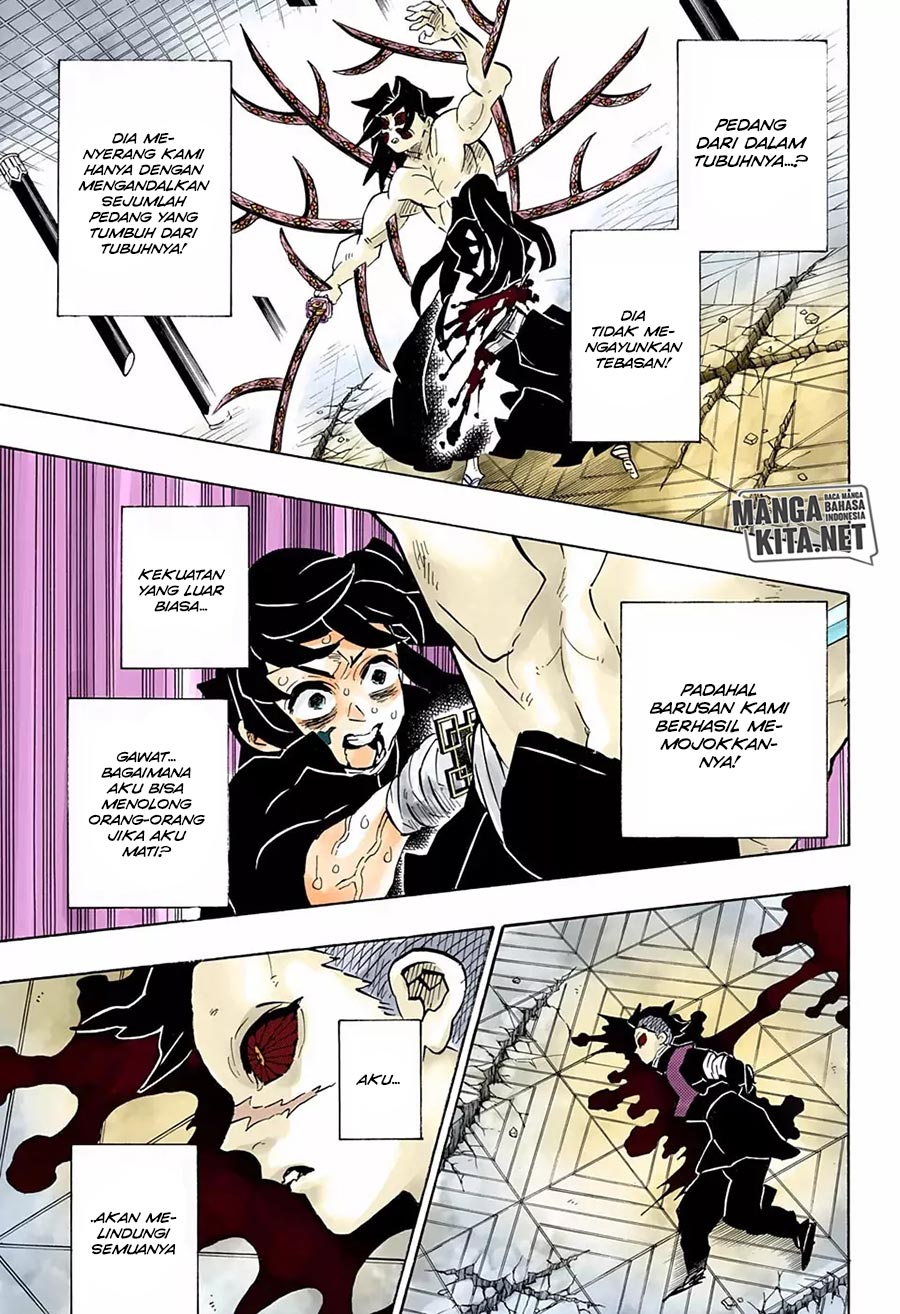 PEDANG
DARI DALAM
TUBUHNYA...?
DIA
TIDAK ME-
NGAYUNKAN
TEBASAN!
DIA ME-
NYERANG KAMI
HANYA DENGAN
MENGANDALKAN
SEJUMLAH
PEDANG YANG
TUMBUH DARI
TUBUHNYA!
MANGA BACA MANGA
BAHASA
INDONESIA
KITA.NET
PADAHAL
BARUSAN KAMI
BERHASIL ME-
MOJOKKAN-
NYA!
KEKUATAN
YANG LUAR
BIASA...
GAWAT...
BAGAIMANA
AKU BISA
MENOLONG
ORANG-ORANG
JIKA AKU
MATI?
AKU...
..AKAN ME-
LINDUNGI
SEMUANYA